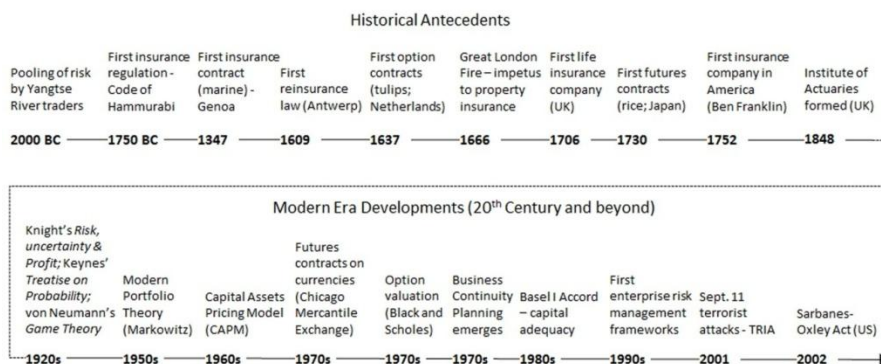 Historical Antecedents
Pooling of risk
by Yangtse
River traders
2000 BC
First insurance
regulation -
Code of
Hammurabi
1750 BC
First insurance
contract
(marine) -
Genoa
1347
First
reinsurance
law (Antwerp)
1609
First option
contracts
(tulips;
Netherlands)
1637
Great London
Fire – impetus
to property
insurance
1666
First life
insurance
company
(UK)
1706
First futures
contracts
(rice; Japan)
1730
First insurance
company in
America
(Ben Franklin)
1752
Institute of
Actuaries
formed (UK)
1848
Modern Era Developments (20th Century and beyond)
Knight's Risk,
uncertainty &
Profit; Keynes'
Treatise on
Probability;
von Neumann's
Game Theory
1920s
Modern
Portfolio
Theory
(Markowitz)
1950s
Capital Assets
Pricing Model
(CAPM)
1960s
Futures
contracts on
currencies
(Chicago
Mercantile
Exchange)
1970s
Option
valuation
(Black and
Scholes)
1970s
Business
Continuity
Planning
emerges
1970s
Basel I Accord
– capital
adequacy
1980s
First
enterprise risk
management
frameworks
1990s
Sept. 11
terrorist
attacks - TRIA
2001
Sarbanes-
Oxley Act (US)
2002